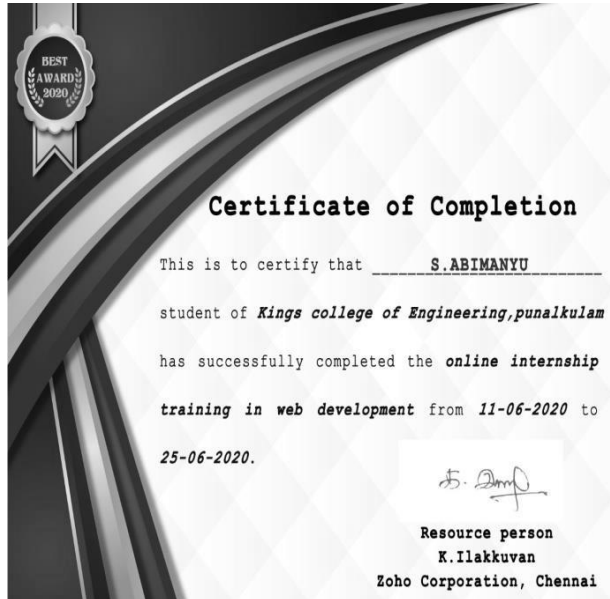 BEST
AWARD
2020
Certificate of Completion
This is to certify that ______S.ABIMANYU__________
student of Kings college of Engineering,punalkulam
has successfully completed the online internship
training in web development from 11-06-2020 to
25-06-2020.
Resource person
K.Ilakkuvan
Zoho Corporation, Chennai